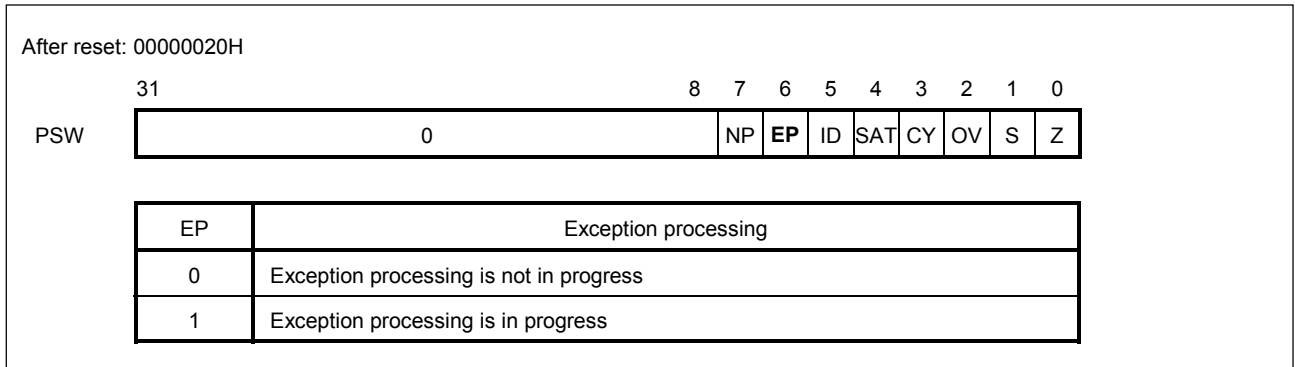 After reset: 00000020H
31 8 7 6 5 4 3 2 1 0
PSW 0 NP EP ID SAT CY OV S Z
EP Exception processing
0 Exception processing is not in progress
1 Exception processing is in progress